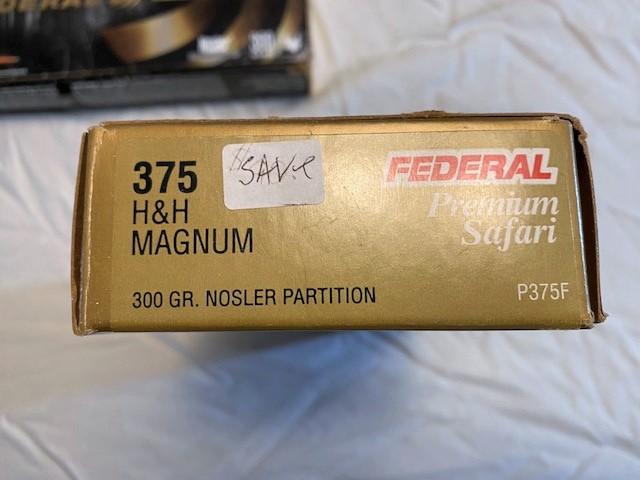 375
H&H
MAGNUM
"SAVE
FEDERAL
Premium
Safari
300 GR. NOSLER PARTITION
P375F